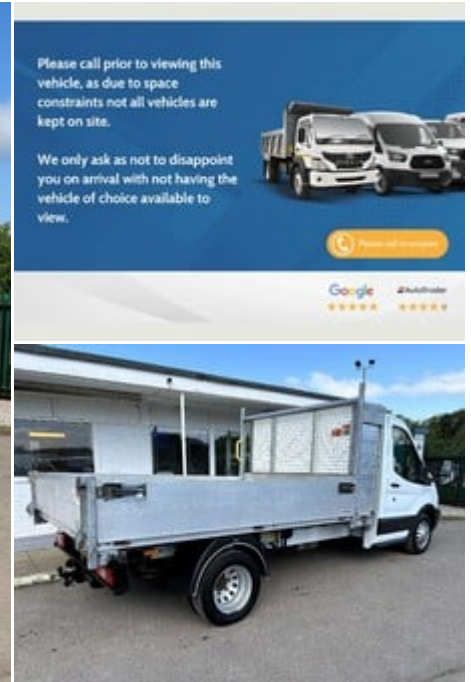 Please call prior to viewing this
vehicle, as due to space
constraints not all vehicles are
kept on site.
We only ask as not to disappoint
you on arrival with not having the
vehicle of choice available to
view.
Please call to enquire
Google
AutoTrader